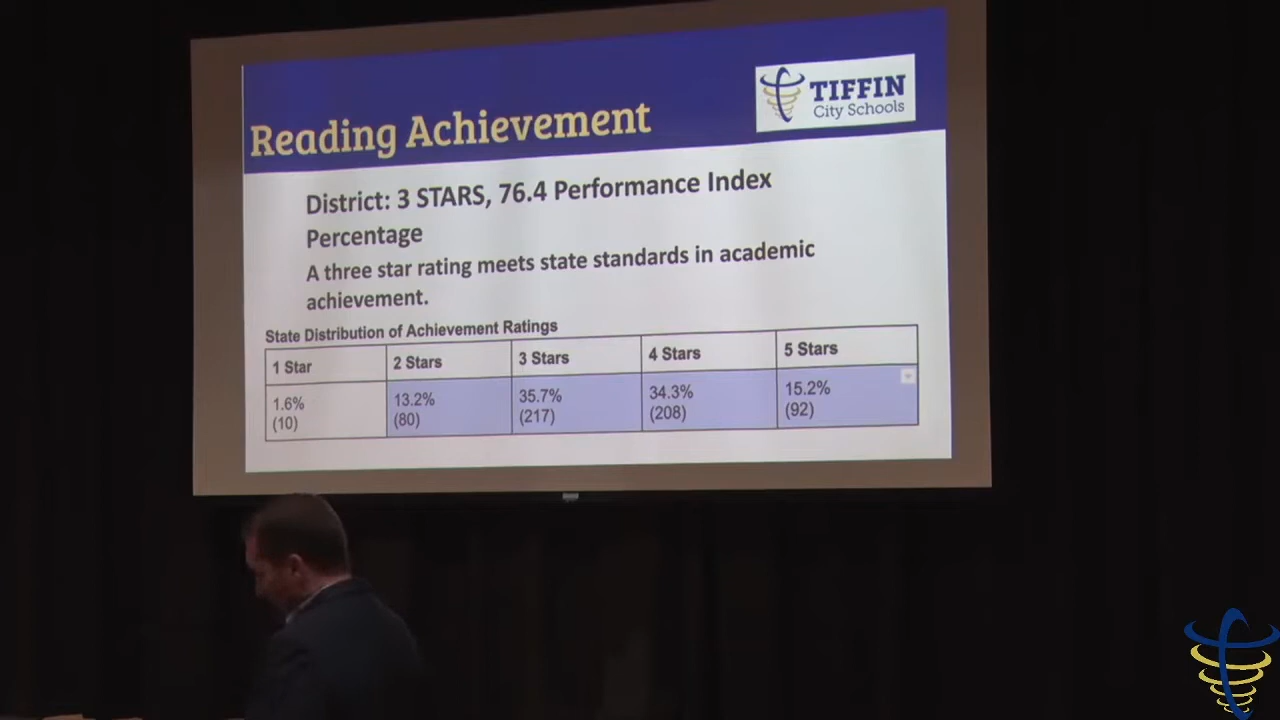 TIFFIN
City Schools
Reading Achievement
District: 3 STARS, 76.4 Performance Index
Percentage
A three star rating meets state standards in academic
achievement.
State Distribution of Achievement Ratings
1 Star 2 Stars 3 Stars 4 Stars 5 Stars
1.6% 13.2% 35.7% 34.3% 15.2%
(10) (80) (217) (208) (92)